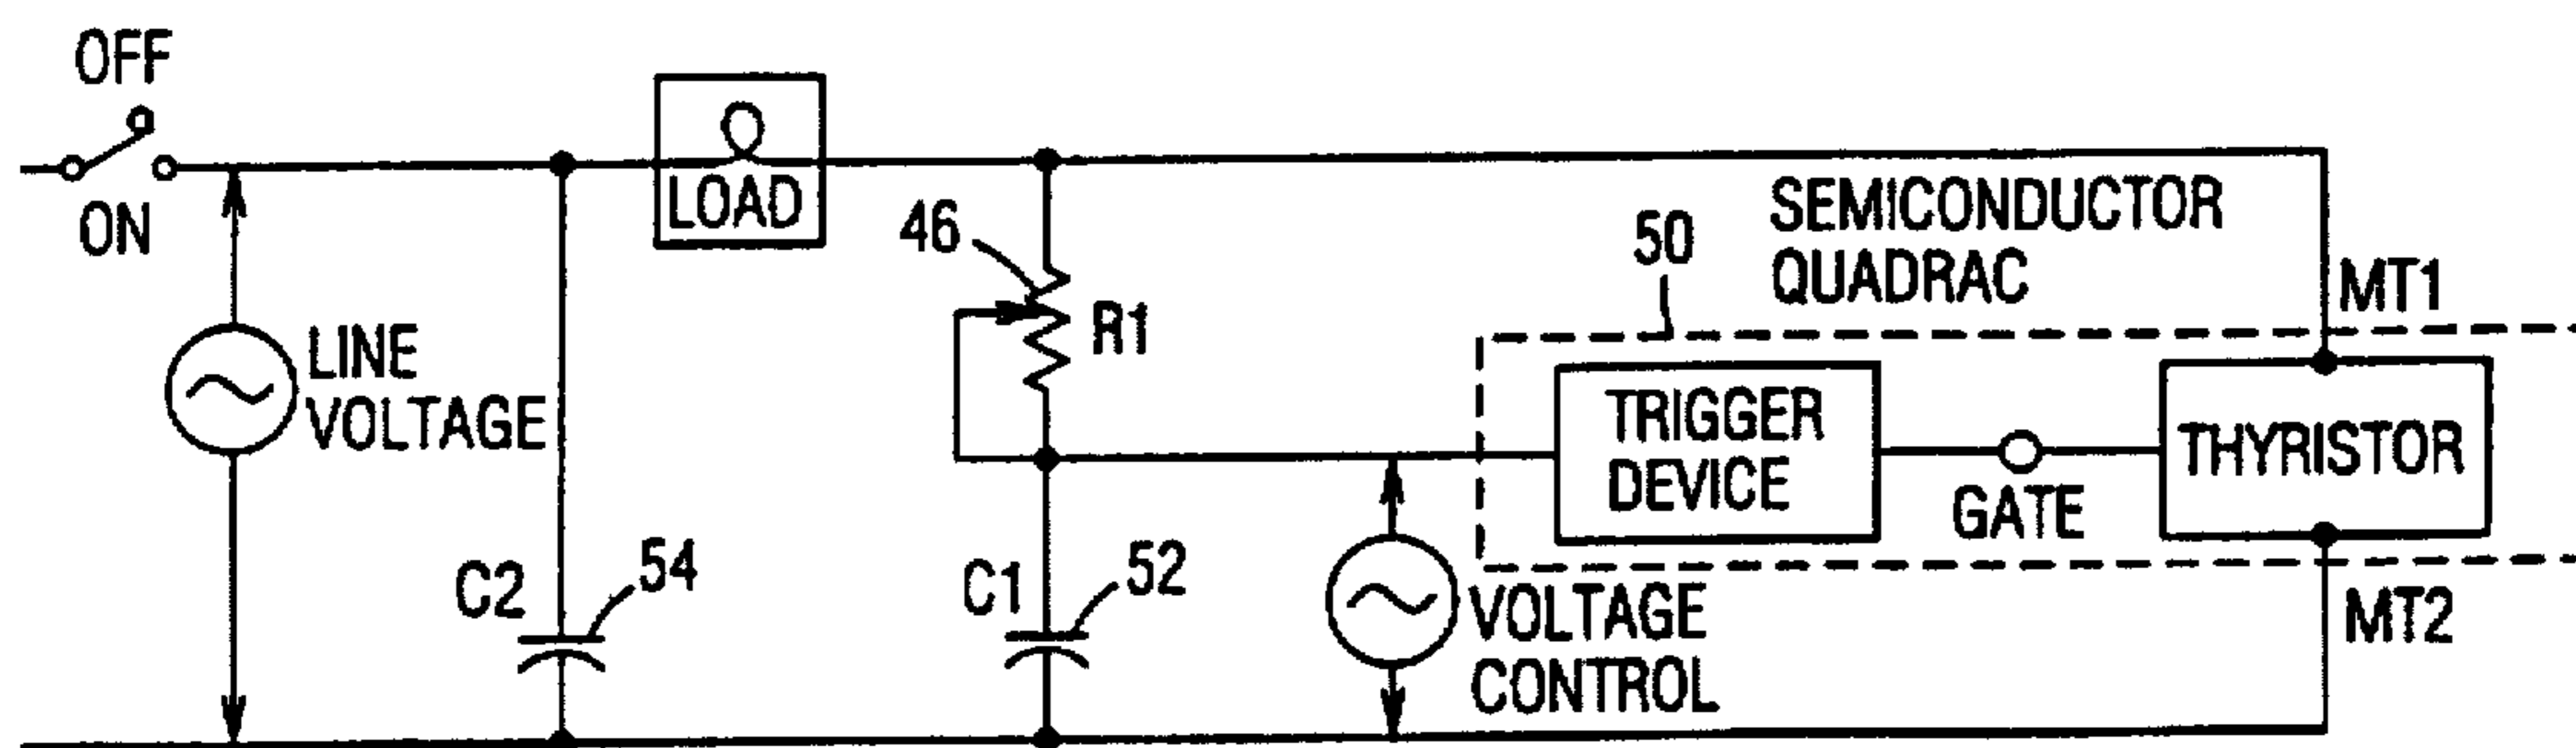 OFF
ON
LINE
VOLTAGE
C2
54
LOAD
46
R1
C1
52
VOLTAGE
CONTROL
50
SEMICONDUCTOR
QUADRAC
TRIGGER
DEVICE
GATE
THYRISTOR
MT1
MT2